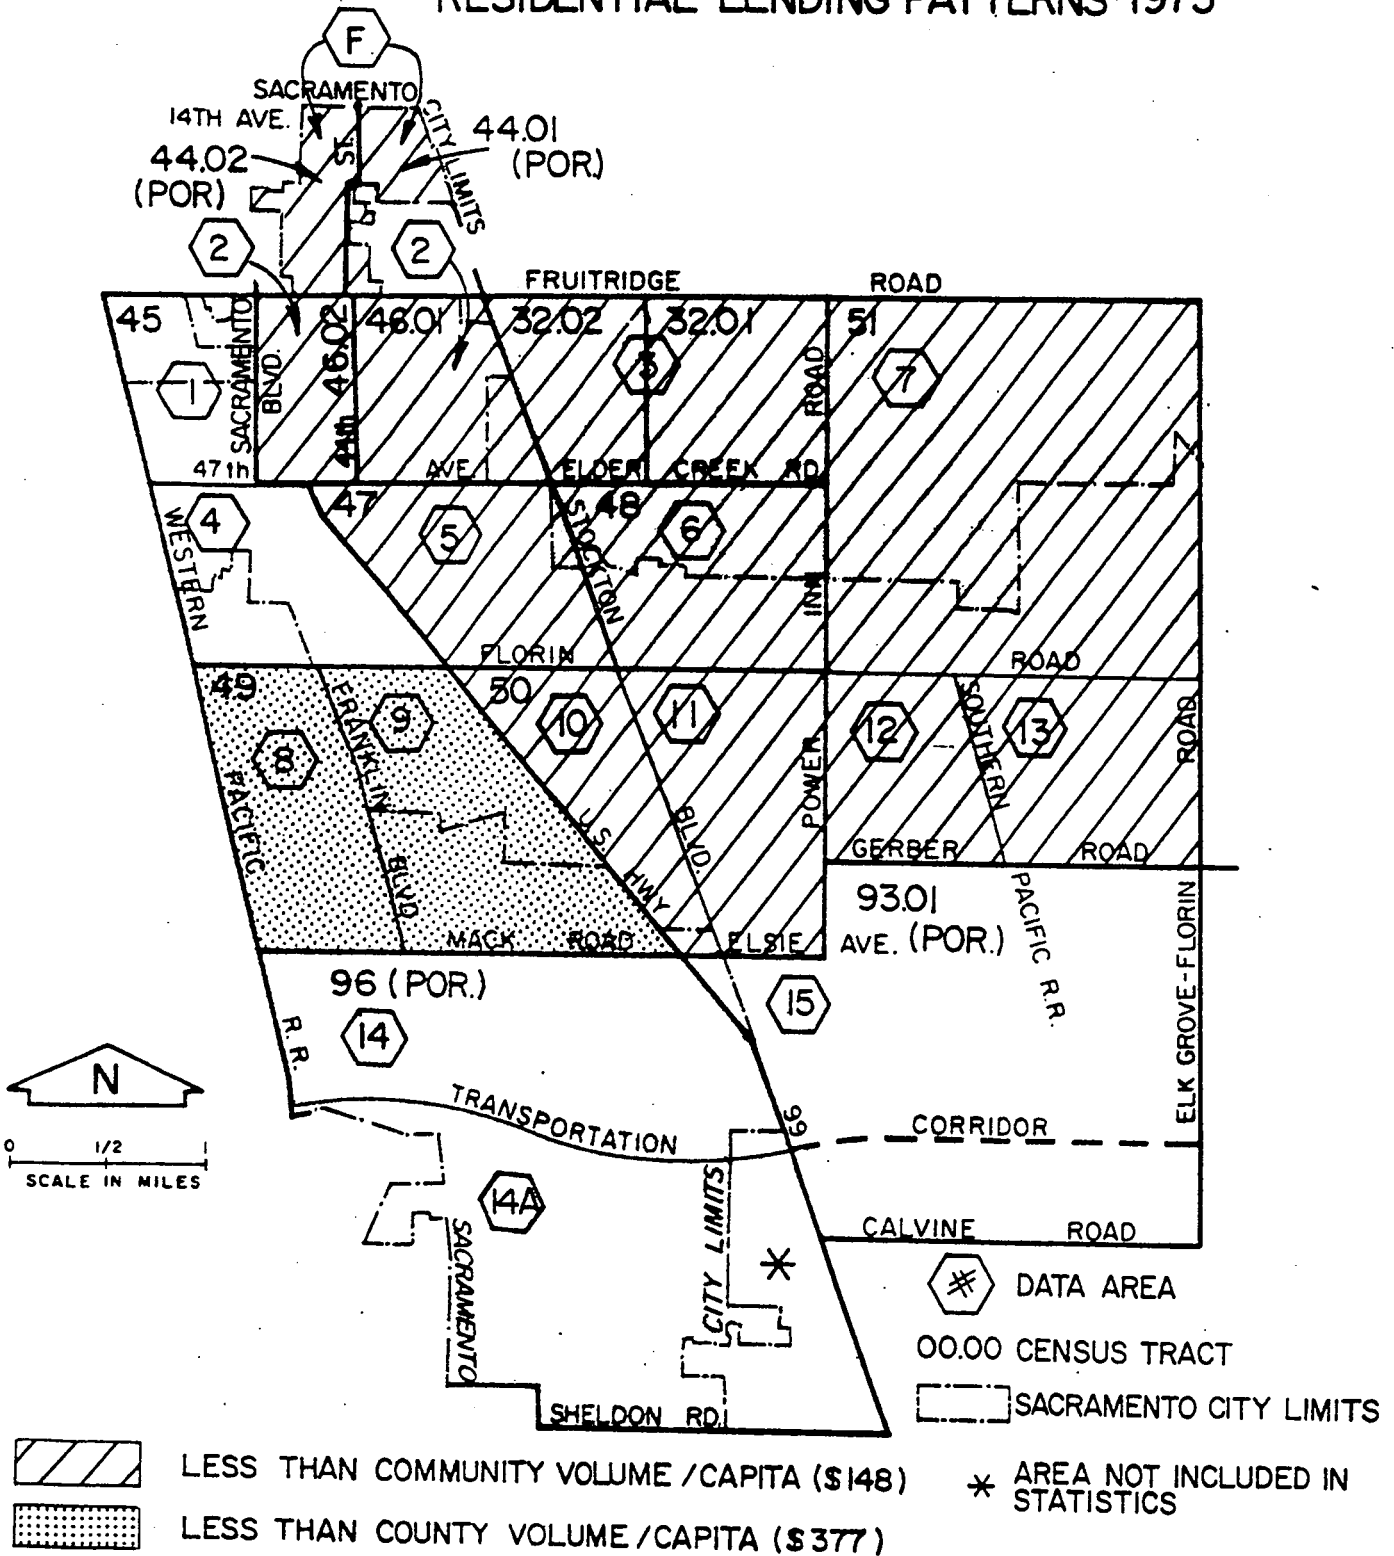 RESIDENTIAL LENDING PATTERNS 1975
F
SACRAMENTO
CITY LIMITS
14TH AVE.
ST.
44.02
(POR)
44.01
(POR.)
2
2
FRUITRIDGE ROAD
45
SACRAMENTO
BLVD.
46.02
46.01
32.02
32.01
51
1
3
7
ROAD
44th
47th
AVE
ELDER CREEK RD.
47
48
4
5
6
WESTERN
STOCKTON
INN
FLORIN
ROAD
49
50
8
9
10
11
12
13
FRANKLIN
BLVD
PACIFIC
U.S.
HWY
BLVD.
POWER
SOUTHERN
ROAD
GERBER ROAD
MACK ROAD
ELSIE
AVE.
93.01
(POR.)
PACIFIC R.R.
ELK GROVE-FLORIN
96 (POR.)
14
15
R.R.
N
0 1/2 1
SCALE IN MILES
TRANSPORTATION
99
CORRIDOR
14A
SACRAMENTO
CITY LIMITS
*
CALVINE ROAD
SHELDON RD.
# DATA AREA
00.00 CENSUS TRACT
SACRAMENTO CITY LIMITS
LESS THAN COMMUNITY VOLUME/CAPITA ($148)
* AREA NOT INCLUDED IN
STATISTICS
LESS THAN COUNTY VOLUME/CAPITA ($377)